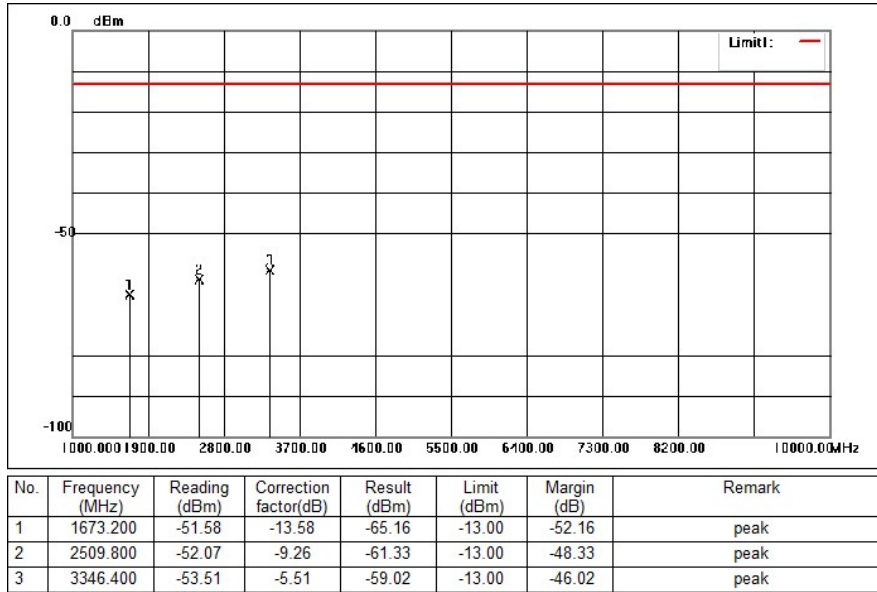 0.0 dBm
Limit1:
-50
1
2
3
-100
1000.000 1900.00 2800.00 3700.00 4600.00 5500.00 6400.00 7300.00 8200.00 10000.00MHz
No. Frequency (MHz) Reading (dBm) Correction factor(dB) Result (dBm) Limit (dBm) Margin (dB) Remark
1 1673.200 -51.58 -13.58 -65.16 -13.00 -52.16 peak
2 2509.800 -52.07 -9.26 -61.33 -13.00 -48.33 peak
3 3346.400 -53.51 -5.51 -59.02 -13.00 -46.02 peak